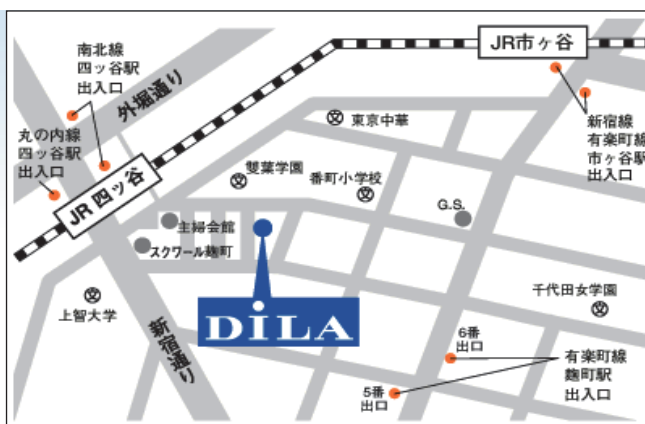 JR市ヶ谷
南北線
四ッ谷駅
出入口
外堀通り
丸の内線
四ッ谷駅
出入口
JR 四ッ谷
東京中華
新宿線
有楽町線
市ヶ谷駅
出入口
雙葉学園
番町小学校
G.S.
主婦会館
スクワール麹町
上智大学
新宿通り
DiLA
千代田女学園
6番
出口
5番
出口
有楽町線
麹町駅
出入口